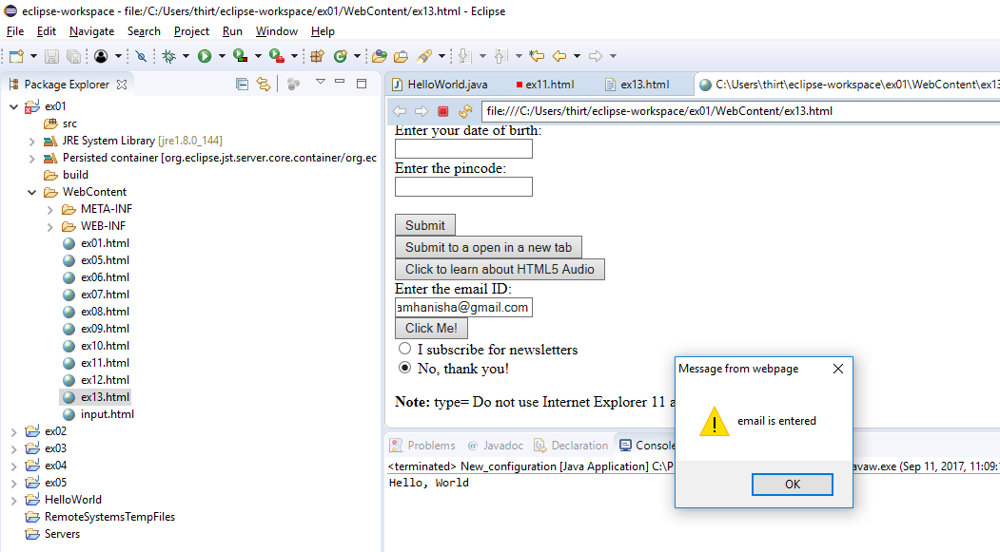 eclipse-workspace - file:/C:/Users/thirt/eclipse-workspace/ex01/WebContent/ex13.html - Eclipse
File Edit Navigate Search Project Run Window Help
Package Explorer
ex01
src
JRE System Library [jre1.8.0_144]
Persisted container [org.eclipse.jst.server.core.container/org.ec
build
WebContent
META-INF
WEB-INF
ex01.html
ex05.html
ex06.html
ex07.html
ex08.html
ex09.html
ex10.html
ex11.html
ex12.html
ex13.html
input.html
ex02
ex03
ex04
ex05
HelloWorld
RemoteSystemsTempFiles
Servers
HelloWorld.java ex11.html ex13.html C:\Users\thirt\eclipse-workspace\ex01\WebContent\ex13
file:///C:/Users/thirt/eclipse-workspace/ex01/WebContent/ex13.html
Enter your date of birth:
Enter the pincode:
Submit
Submit to a open in a new tab
Click to learn about HTML5 Audio
Enter the email ID:
amhanisha@gmail.com
Click Me!
I subscribe for newsletters
No, thank you!
Note: type= Do not use Internet Explorer 11 a
Message from webpage
email is entered
OK
Problems @ Javadoc Declaration Console
<terminated> New_configuration [Java Application] C:\P avaw.exe (Sep 11, 2017, 11:09:
Hello, World